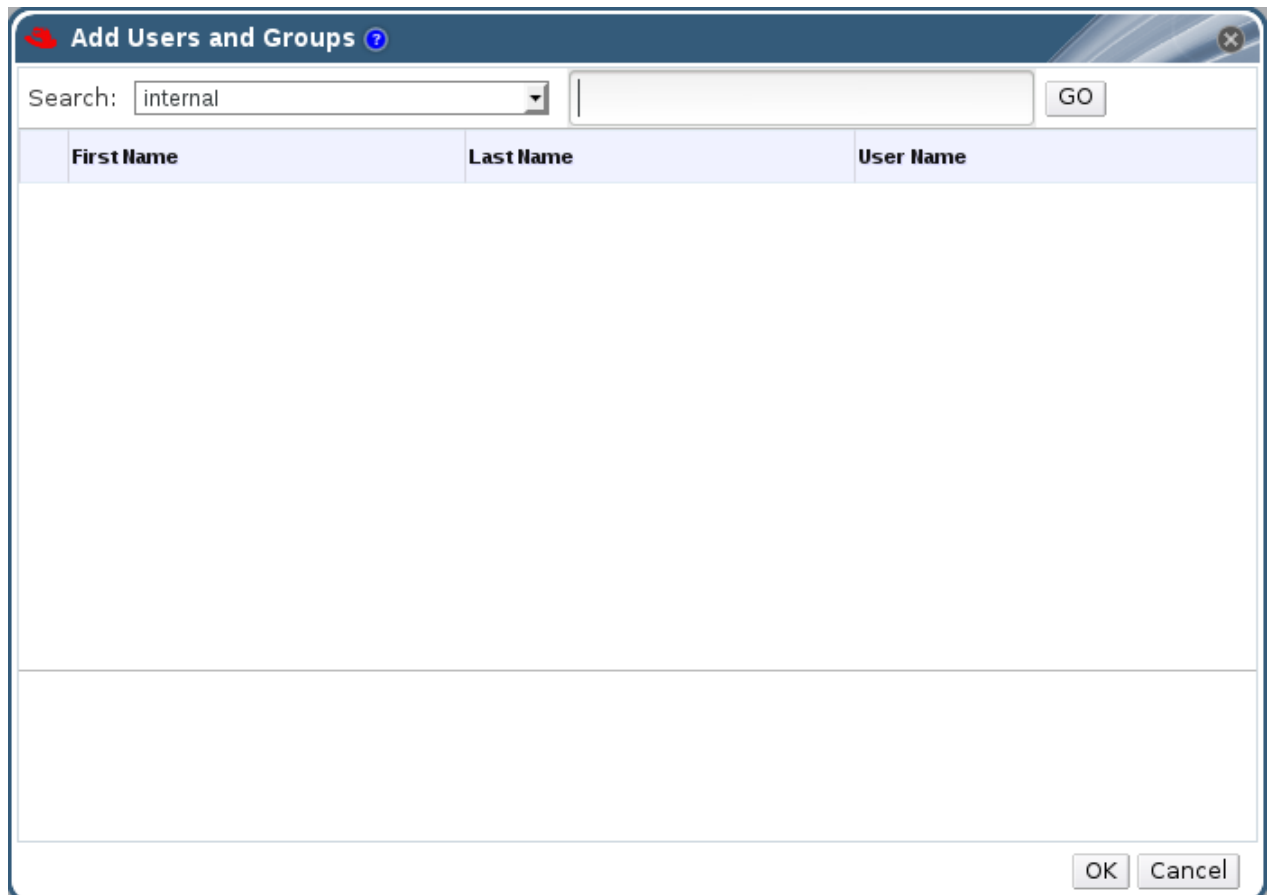 Add Users and Groups ?
Search: internal GO
First Name Last Name User Name
OK Cancel